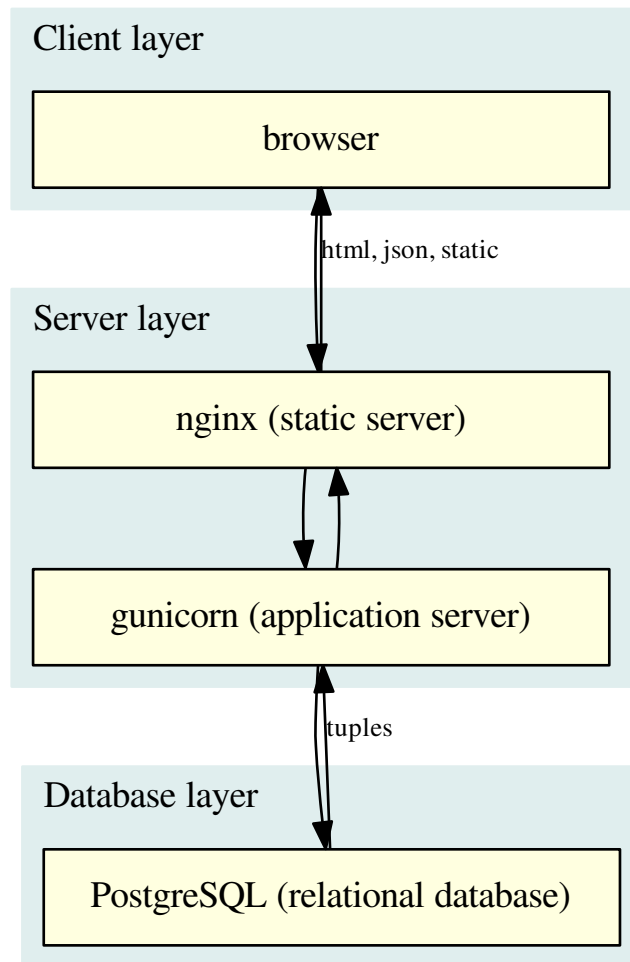 Client layer
browser
html, json, static
Server layer
nginx (static server)
gunicorn (application server)
tuples
Database layer
PostgreSQL (relational database)